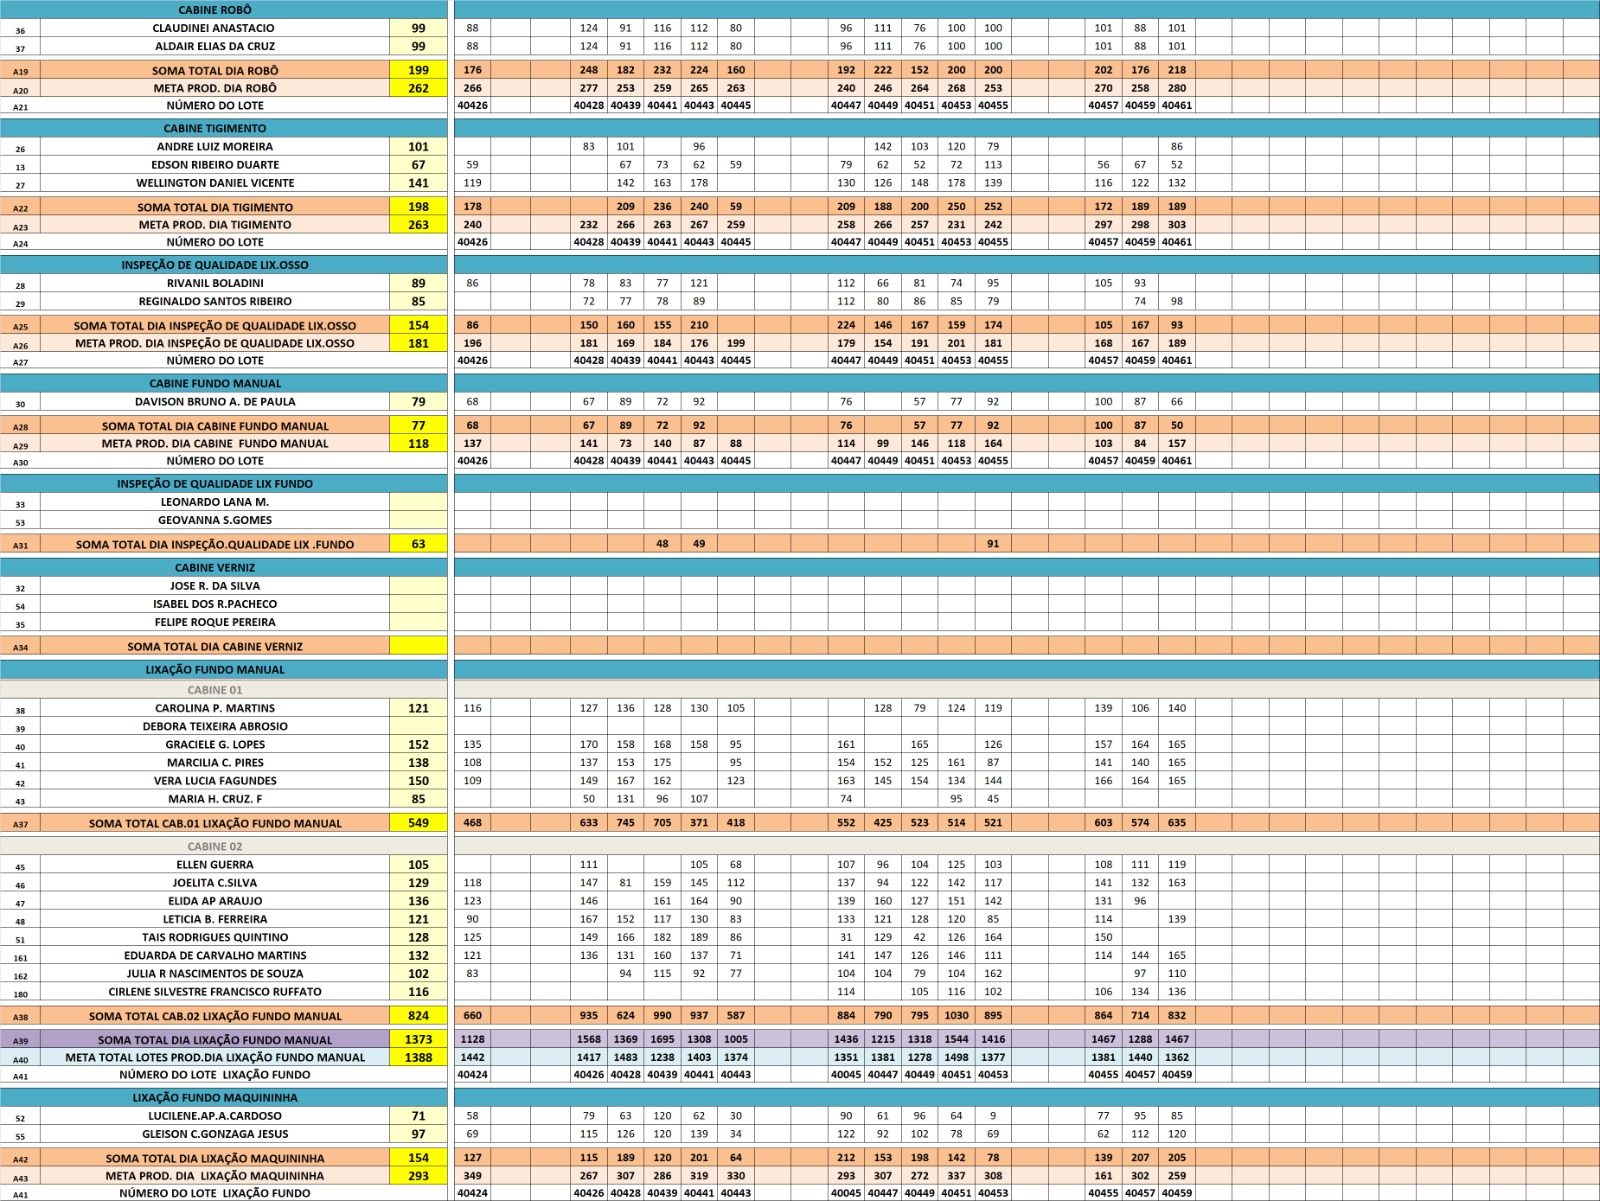 CABINE ROBÔ
36 CLAUDINEI ANASTACIO 99 88 124 91 116 112 80 96 111 76 100 100 101 88 101
37 ALDAIR ELIAS DA CRUZ 99 88 124 91 116 112 80 96 111 76 100 100 101 88 101
A19 SOMA TOTAL DIA ROBÔ 199 176 248 182 232 224 160 192 222 152 200 200 202 176 218
A20 META PROD. DIA ROBÔ 262 266 277 253 259 265 263 240 246 264 268 253 270 258 280
A21 NÚMERO DO LOTE 40426 40428 40439 40441 40443 40445 40447 40449 40451 40453 40455 40457 40459 40461
CABINE TIGIMENTO
26 ANDRE LUIZ MOREIRA 101 83 101 96 142 103 120 79 86
13 EDSON RIBEIRO DUARTE 67 59 67 73 62 59 79 62 52 72 113 56 67 52
27 WELLINGTON DANIEL VICENTE 141 119 142 163 178 130 126 148 178 139 116 122 132
A22 SOMA TOTAL DIA TIGIMENTO 198 178 209 236 240 59 209 188 200 250 252 172 189 189
A23 META PROD. DIA TIGIMENTO 263 240 232 266 263 267 259 258 266 257 231 242 297 298 303
A24 NÚMERO DO LOTE 40426 40428 40439 40441 40443 40445 40447 40449 40451 40453 40455 40457 40459 40461
INSPEÇÃO DE QUALIDADE LIX.OSSO
28 RIVANIL BOLADINI 89 86 78 83 77 121 112 66 81 74 95 105 93
29 REGINALDO SANTOS RIBEIRO 85 72 77 78 89 112 80 86 85 79 74 98
A25 SOMA TOTAL DIA INSPEÇÃO DE QUALIDADE LIX.OSSO 154 86 150 160 155 210 224 146 167 159 174 105 167 93
A26 META PROD. DIA INSPEÇÃO DE QUALIDADE LIX.OSSO 181 196 181 169 184 176 199 179 154 191 201 181 168 167 189
A27 NÚMERO DO LOTE 40426 40428 40439 40441 40443 40445 40447 40449 40451 40453 40455 40457 40459 40461
CABINE FUNDO MANUAL
30 DAVISON BRUNO A. DE PAULA 79 68 67 89 72 92 76 57 77 92 100 87 66
A28 SOMA TOTAL DIA CABINE FUNDO MANUAL 77 68 67 89 72 92 76 57 77 92 100 87 50
A29 META PROD. DIA CABINE FUNDO MANUAL 118 137 141 73 140 87 88 114 99 146 118 164 103 84 157
A30 NÚMERO DO LOTE 40426 40428 40439 40441 40443 40445 40447 40449 40451 40453 40455 40457 40459 40461
INSPEÇÃO DE QUALIDADE LIX FUNDO
33 LEONARDO LANA M.
53 GEOVANNA S.GOMES
A31 SOMA TOTAL DIA INSPEÇÃO.QUALIDADE LIX .FUNDO 63 48 49 91
CABINE VERNIZ
32 JOSE R. DA SILVA
54 ISABEL DOS R.PACHECO
35 FELIPE ROQUE PEREIRA
A34 SOMA TOTAL DIA CABINE VERNIZ
LIXAÇÃO FUNDO MANUAL
CABINE 01
38 CAROLINA P. MARTINS 121 116 127 136 128 130 105 128 79 124 119 139 106 140
39 DEBORA TEIXEIRA ABROSIO
40 GRACIELE G. LOPES 152 135 170 158 168 158 95 161 165 126 157 164 165
41 MARCILIA C. PIRES 138 108 137 153 175 95 154 152 125 161 87 141 140 165
42 VERA LUCIA FAGUNDES 150 109 149 167 162 123 163 145 154 134 144 166 164 165
43 MARIA H. CRUZ. F 85 50 131 96 107 74 95 45
A37 SOMA TOTAL CAB.01 LIXAÇÃO FUNDO MANUAL 549 468 633 745 705 371 418 552 425 523 514 521 603 574 635
CABINE 02
45 ELLEN GUERRA 105 111 105 68 107 96 104 125 103 108 111 119
46 JOELITA C.SILVA 129 118 147 81 159 145 112 137 94 122 142 117 141 132 163
47 ELIDA AP ARAUJO 136 123 146 161 164 90 139 160 127 151 142 131 96
48 LETICIA B. FERREIRA 121 90 167 152 117 130 83 133 121 128 120 85 114 139
51 TAIS RODRIGUES QUINTINO 128 125 149 166 182 189 86 31 129 42 126 164 150
161 EDUARDA DE CARVALHO MARTINS 132 121 136 131 160 137 71 141 147 126 146 111 114 144 165
162 JULIA R NASCIMENTOS DE SOUZA 102 83 94 115 92 77 104 104 79 104 162 97 110
180 CIRLENE SILVESTRE FRANCISCO RUFFATO 116 114 105 116 102 106 134 136
A38 SOMA TOTAL CAB.02 LIXAÇÃO FUNDO MANUAL 824 660 935 624 990 937 587 884 790 795 1030 895 864 714 832
A39 SOMA TOTAL DIA LIXAÇÃO FUNDO MANUAL 1373 1128 1568 1369 1695 1308 1005 1436 1215 1318 1544 1416 1467 1288 1467
A40 META TOTAL LOTES PROD.DIA LIXAÇÃO FUNDO MANUAL 1388 1442 1417 1483 1238 1403 1374 1351 1381 1278 1498 1377 1381 1440 1362
A41 NÚMERO DO LOTE LIXAÇÃO FUNDO 40424 40426 40428 40439 40441 40443 40045 40447 40449 40451 40453 40455 40457 40459
LIXAÇÃO FUNDO MAQUININHA
52 LUCILENE.AP.A.CARDOSO 71 58 79 63 120 62 30 90 61 96 64 9 77 95 85
55 GLEISON C.GONZAGA JESUS 97 69 115 126 120 139 34 122 92 102 78 69 62 112 120
A42 SOMA TOTAL DIA LIXAÇÃO MAQUININHA 154 127 115 189 120 201 64 212 153 198 142 78 139 207 205
A43 META PROD. DIA LIXAÇÃO MAQUININHA 293 349 267 307 286 319 330 293 307 272 337 308 161 302 259
A41 NÚMERO DO LOTE LIXAÇÃO FUNDO 40424 40426 40428 40439 40441 40443 40045 40447 40449 40451 40453 40455 40457 40459